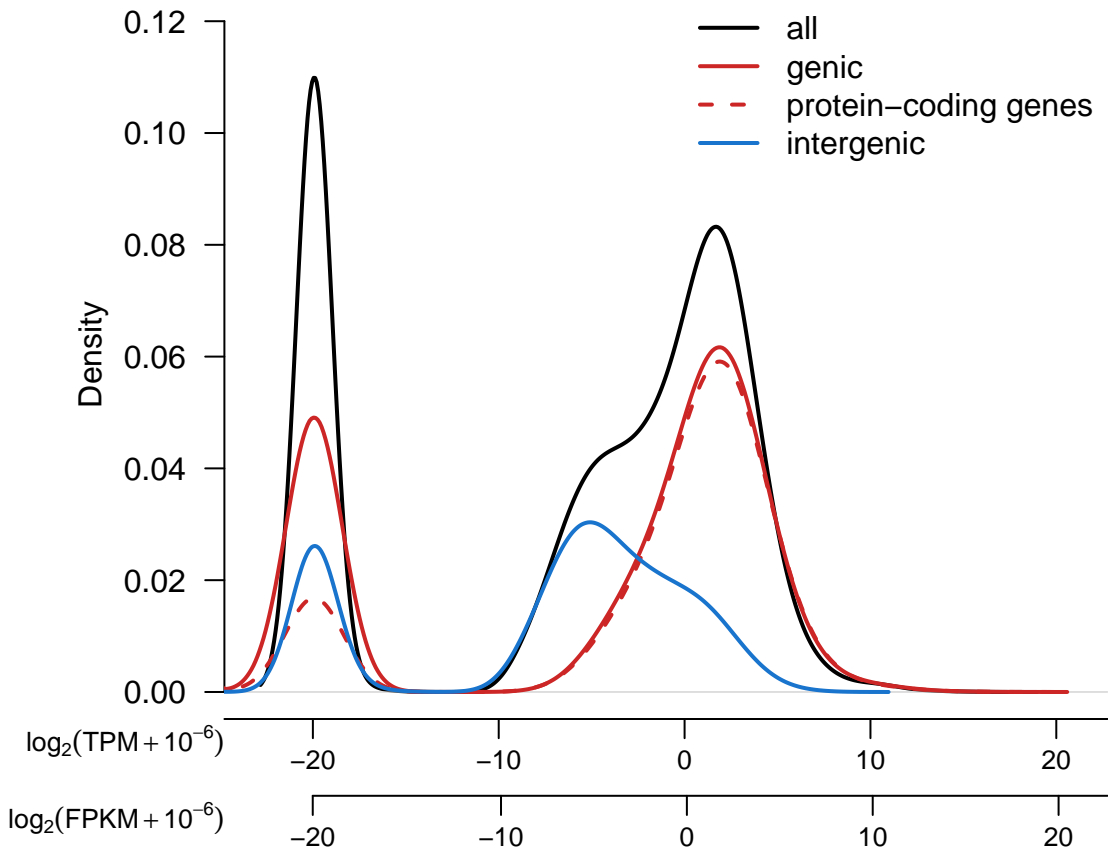 0.12
0.10
0.08
0.06
0.04
0.02
0.00
Density
all
genic
protein−coding genes
intergenic
log₂(TPM + 10⁻⁶)
−20 −10 0 10 20
log₂(FPKM + 10⁻⁶)
−20 −10 0 10 20